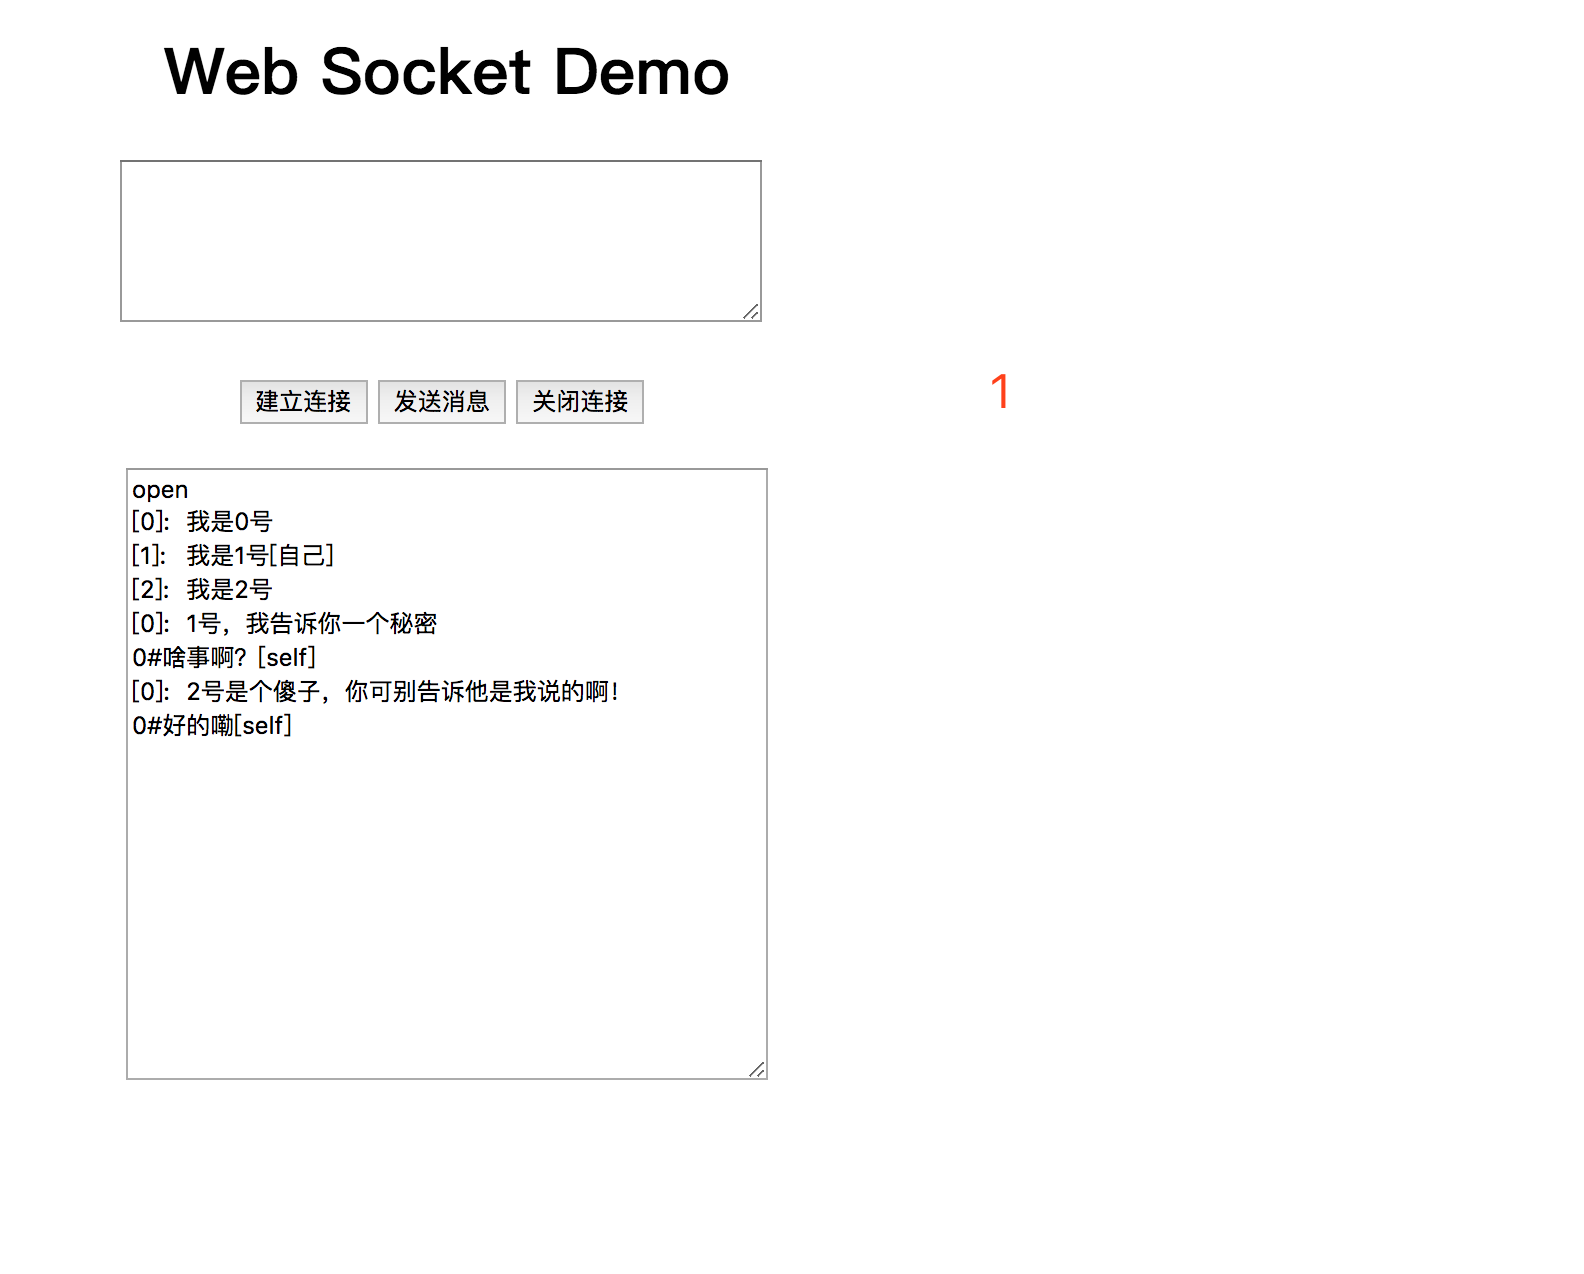 Web Socket Demo
建立连接 发送消息 关闭连接
1
open
[0]: 我是0号
[1]: 我是1号[自己]
[2]: 我是2号
[0]: 1号，我告诉你一个秘密
0#啥事啊？[self]
[0]: 2号是个傻子，你可别告诉他是我说的啊！
0#好的嘞[self]